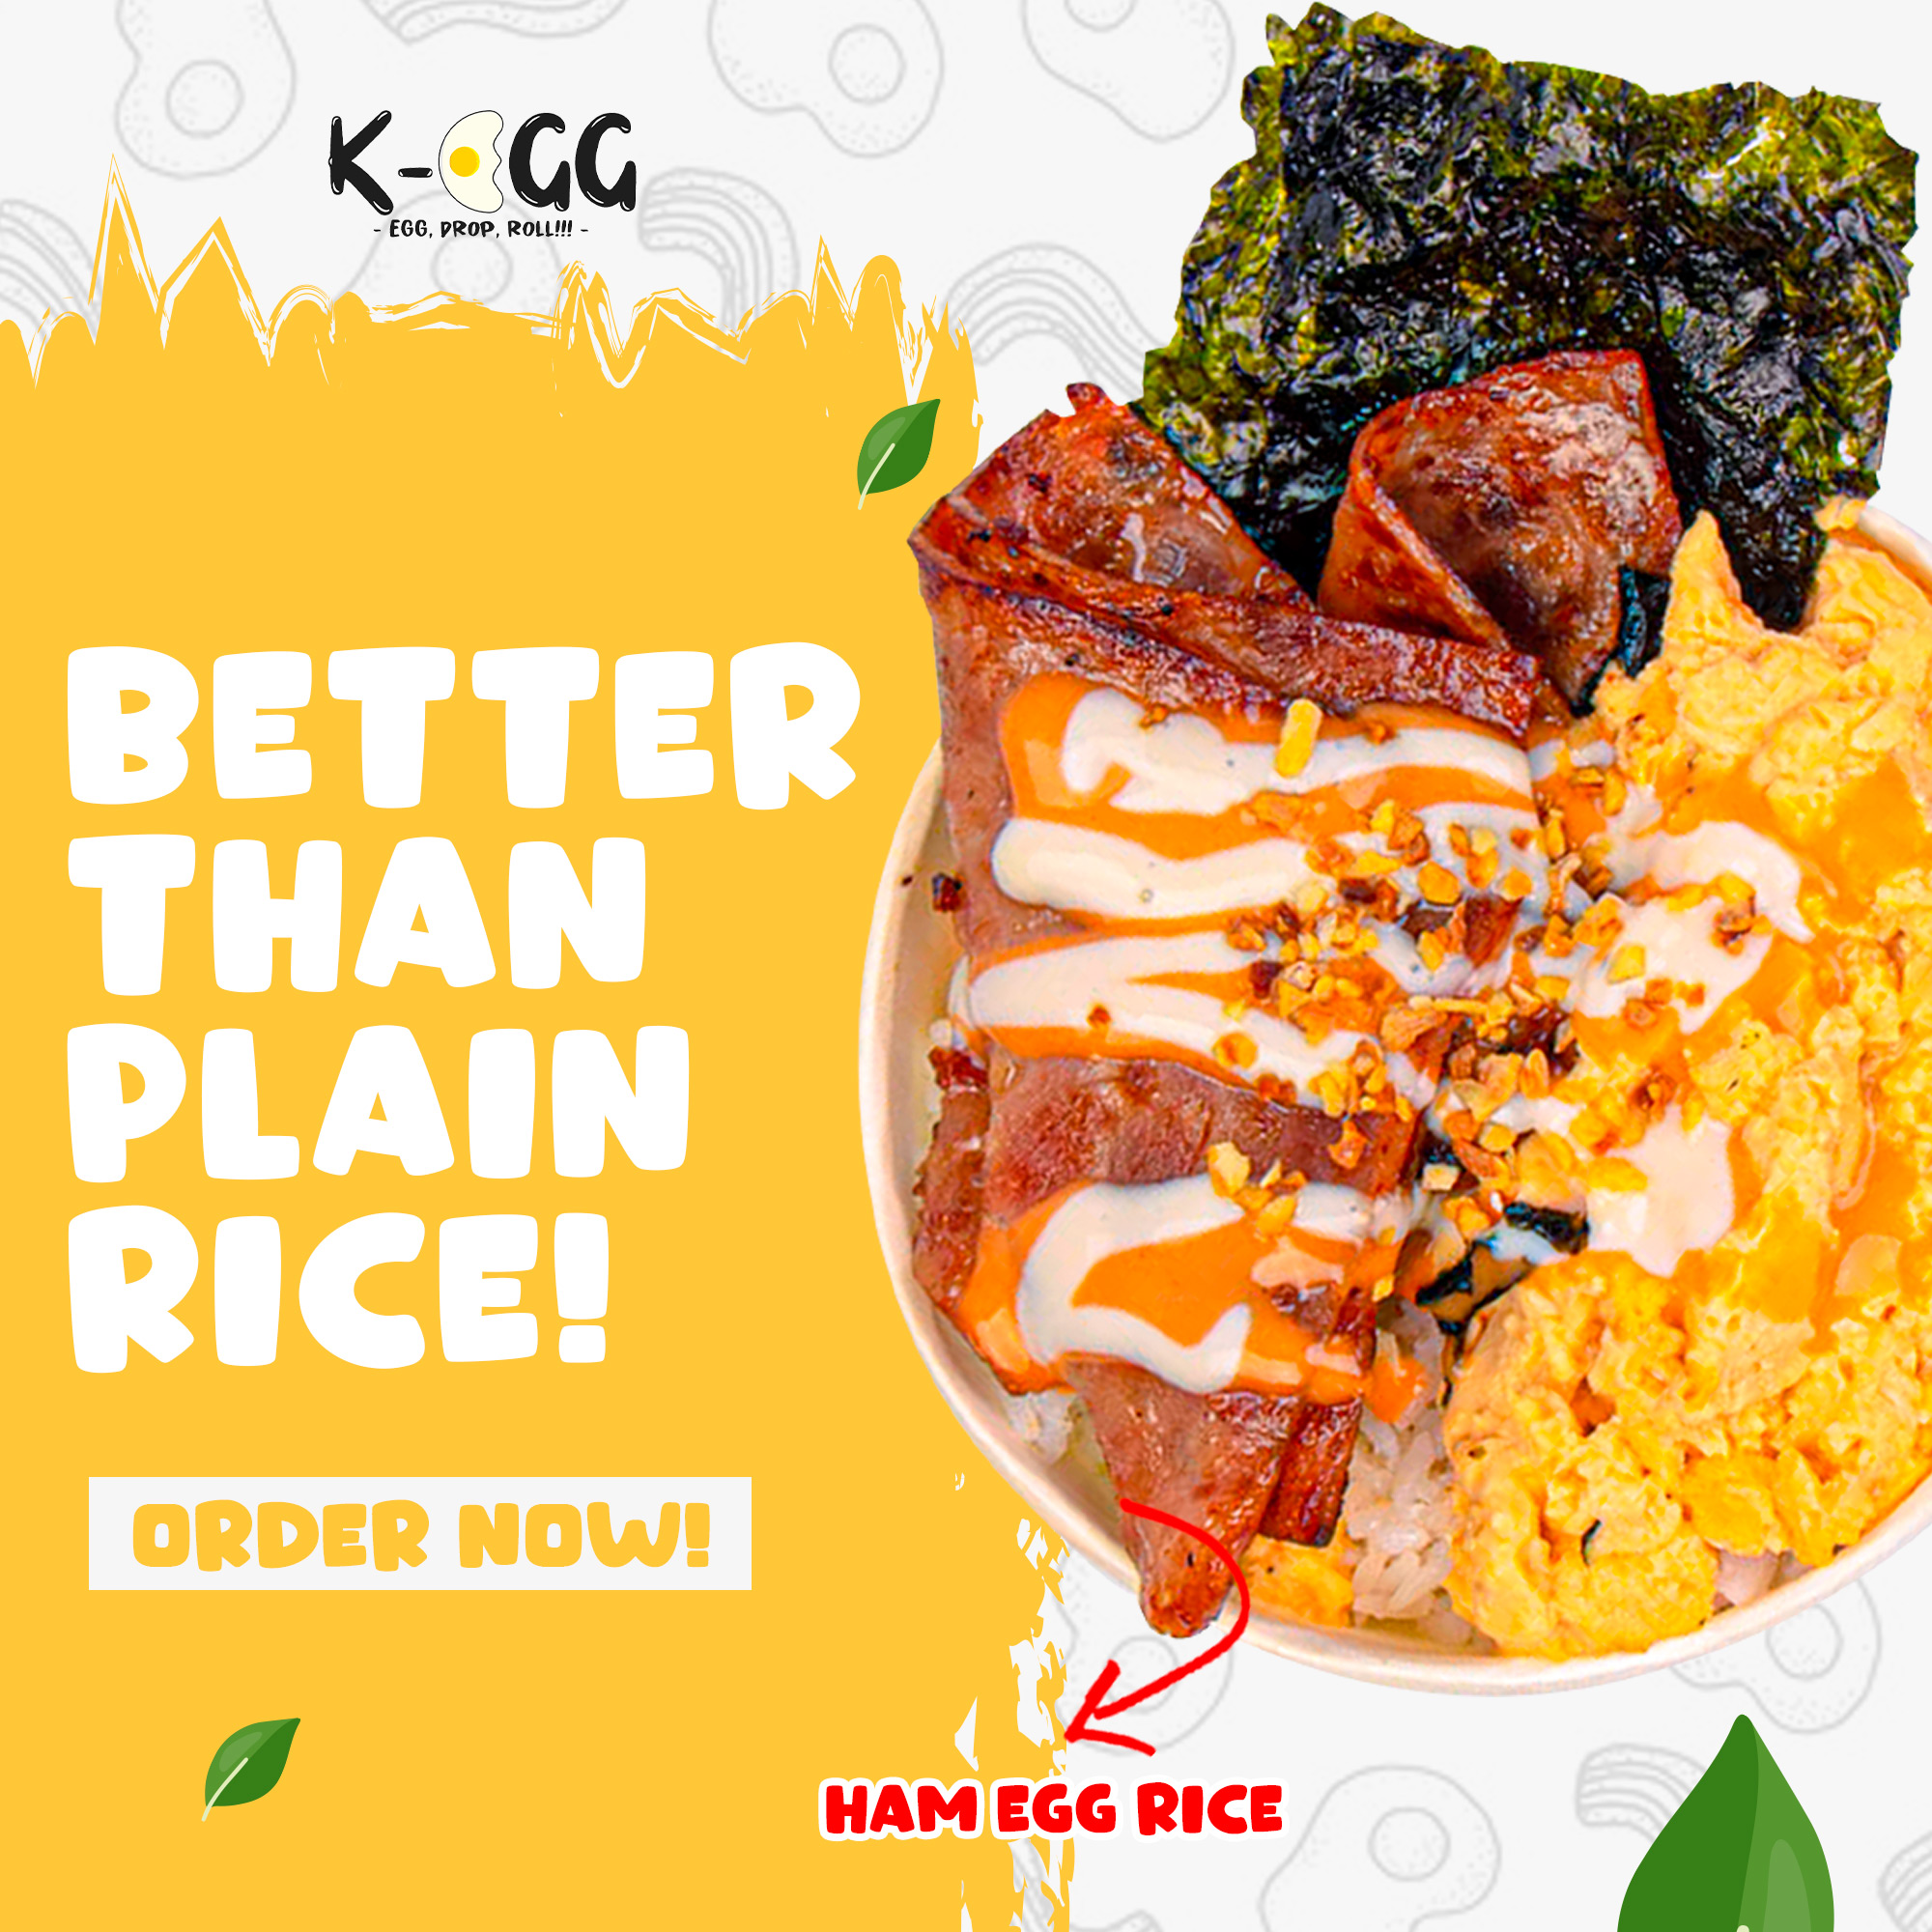 K-EGG
- EGG, DROP, ROLL!!! -
BETTER
THAN
PLAIN
RICE!
ORDER NOW!
HAM EGG RICE